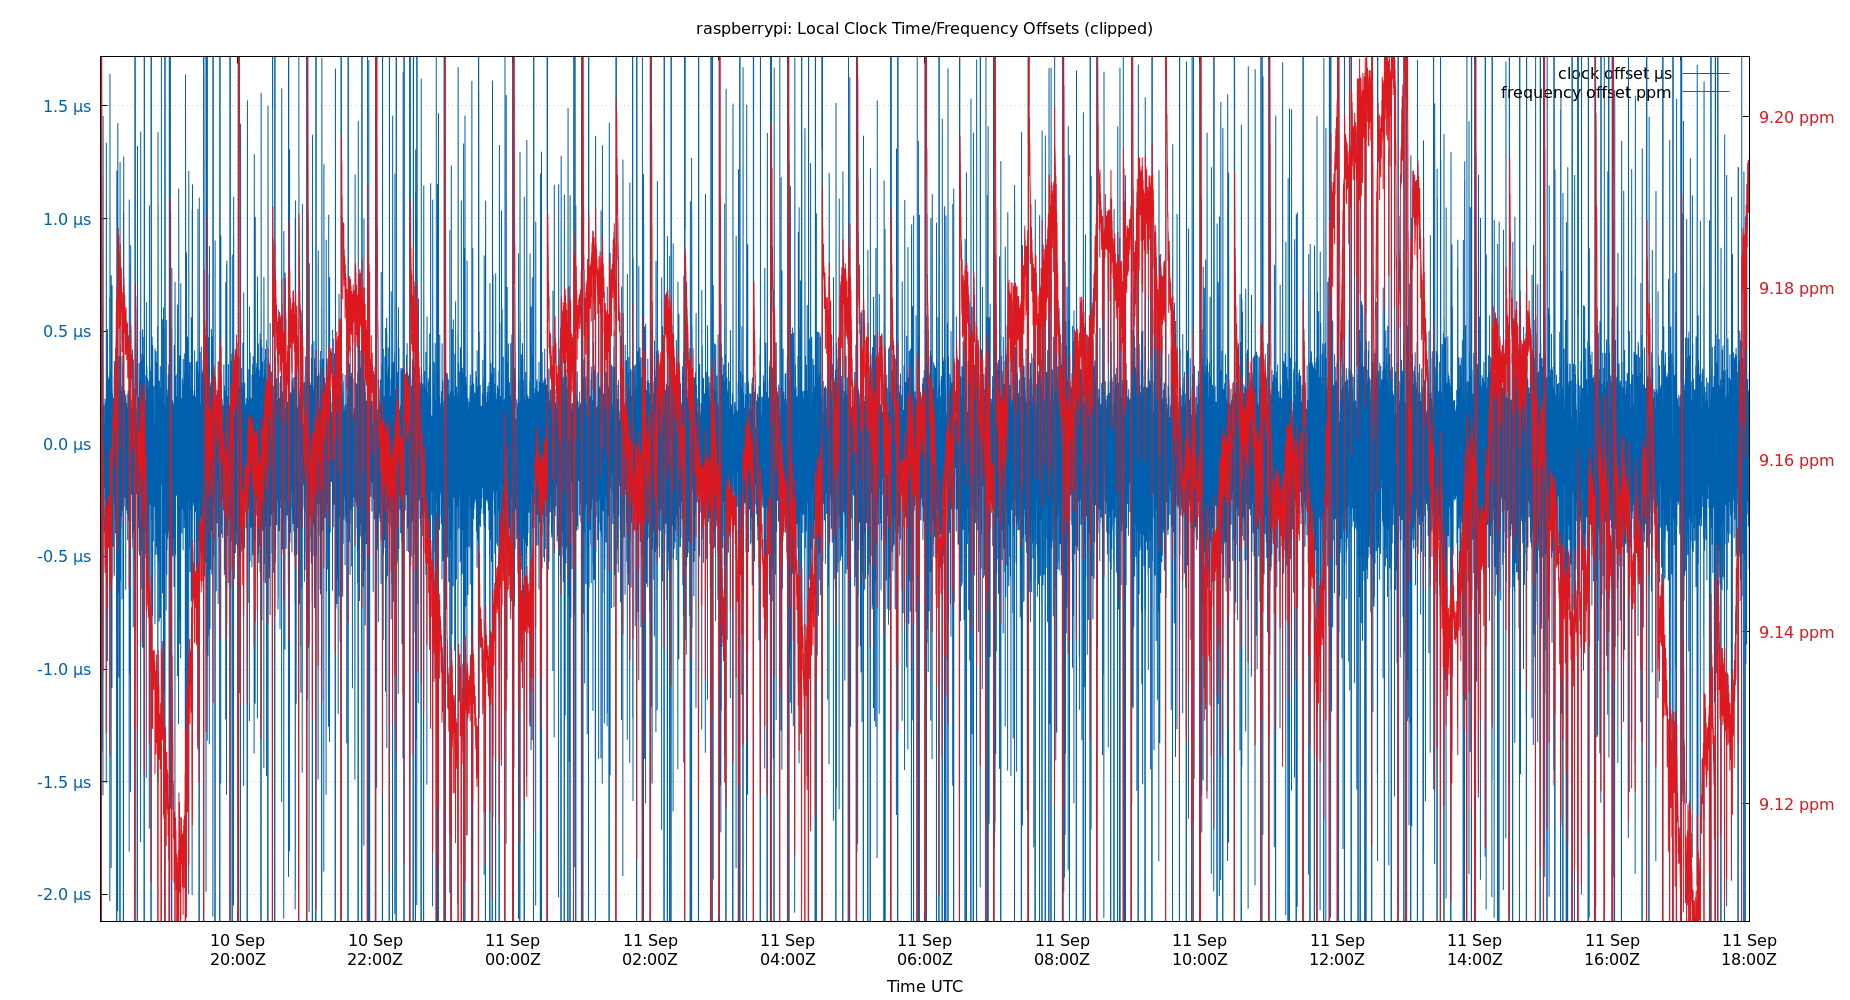 raspberrypi: Local Clock Time/Frequency Offsets (clipped)
clock offset µs
frequency offset ppm
1.5 µs
1.0 µs
0.5 µs
0.0 µs
-0.5 µs
-1.0 µs
-1.5 µs
-2.0 µs
9.20 ppm
9.18 ppm
9.16 ppm
9.14 ppm
9.12 ppm
10 Sep
20:00Z
10 Sep
22:00Z
11 Sep
00:00Z
11 Sep
02:00Z
11 Sep
04:00Z
11 Sep
06:00Z
11 Sep
08:00Z
11 Sep
10:00Z
11 Sep
12:00Z
11 Sep
14:00Z
11 Sep
16:00Z
11 Sep
18:00Z
Time UTC